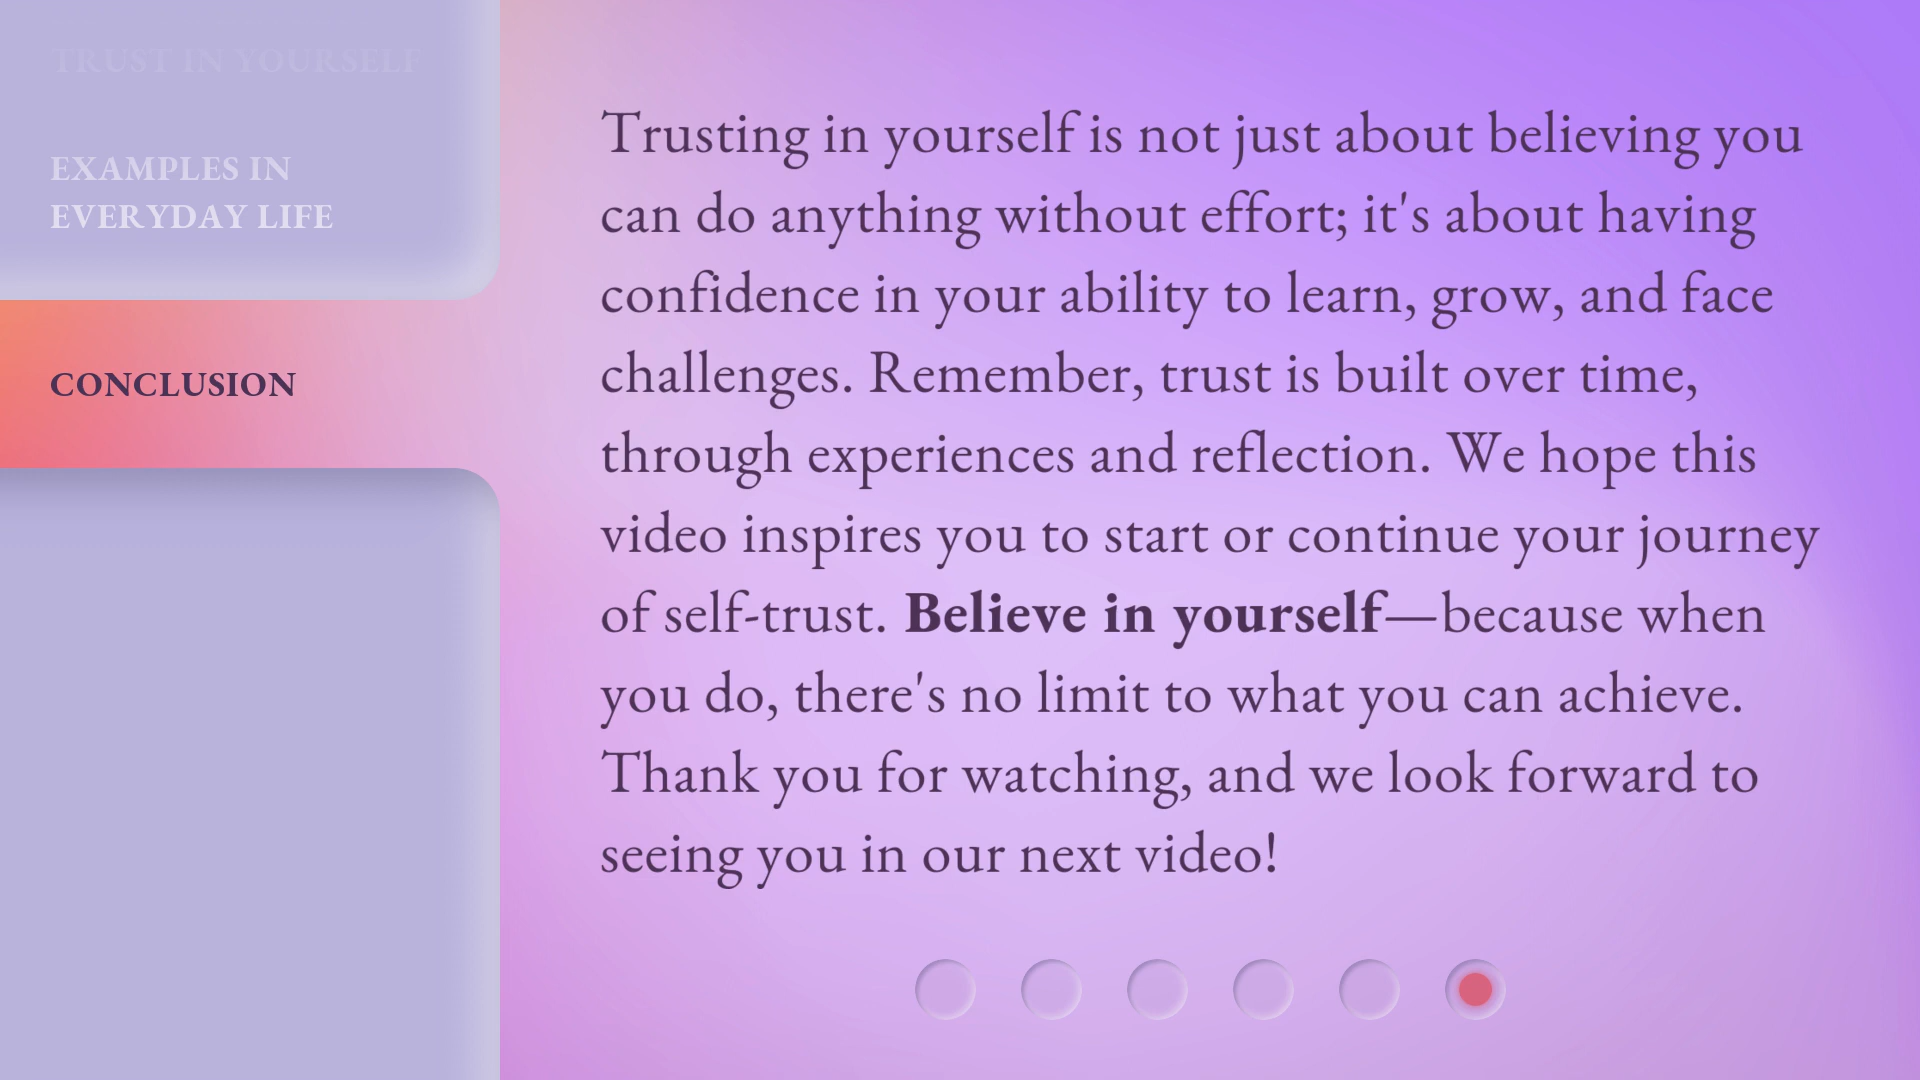 TRUST IN YOURSELF
EXAMPLES IN
EVERYDAY LIFE
CONCLUSION
Trusting in yourself is not just about believing you
can do anything without effort; it's about having
confidence in your ability to learn, grow, and face
challenges. Remember, trust is built over time,
through experiences and reflection. We hope this
video inspires you to start or continue your journey
of self-trust. Believe in yourself—because when
you do, there's no limit to what you can achieve.
Thank you for watching, and we look forward to
seeing you in our next video!